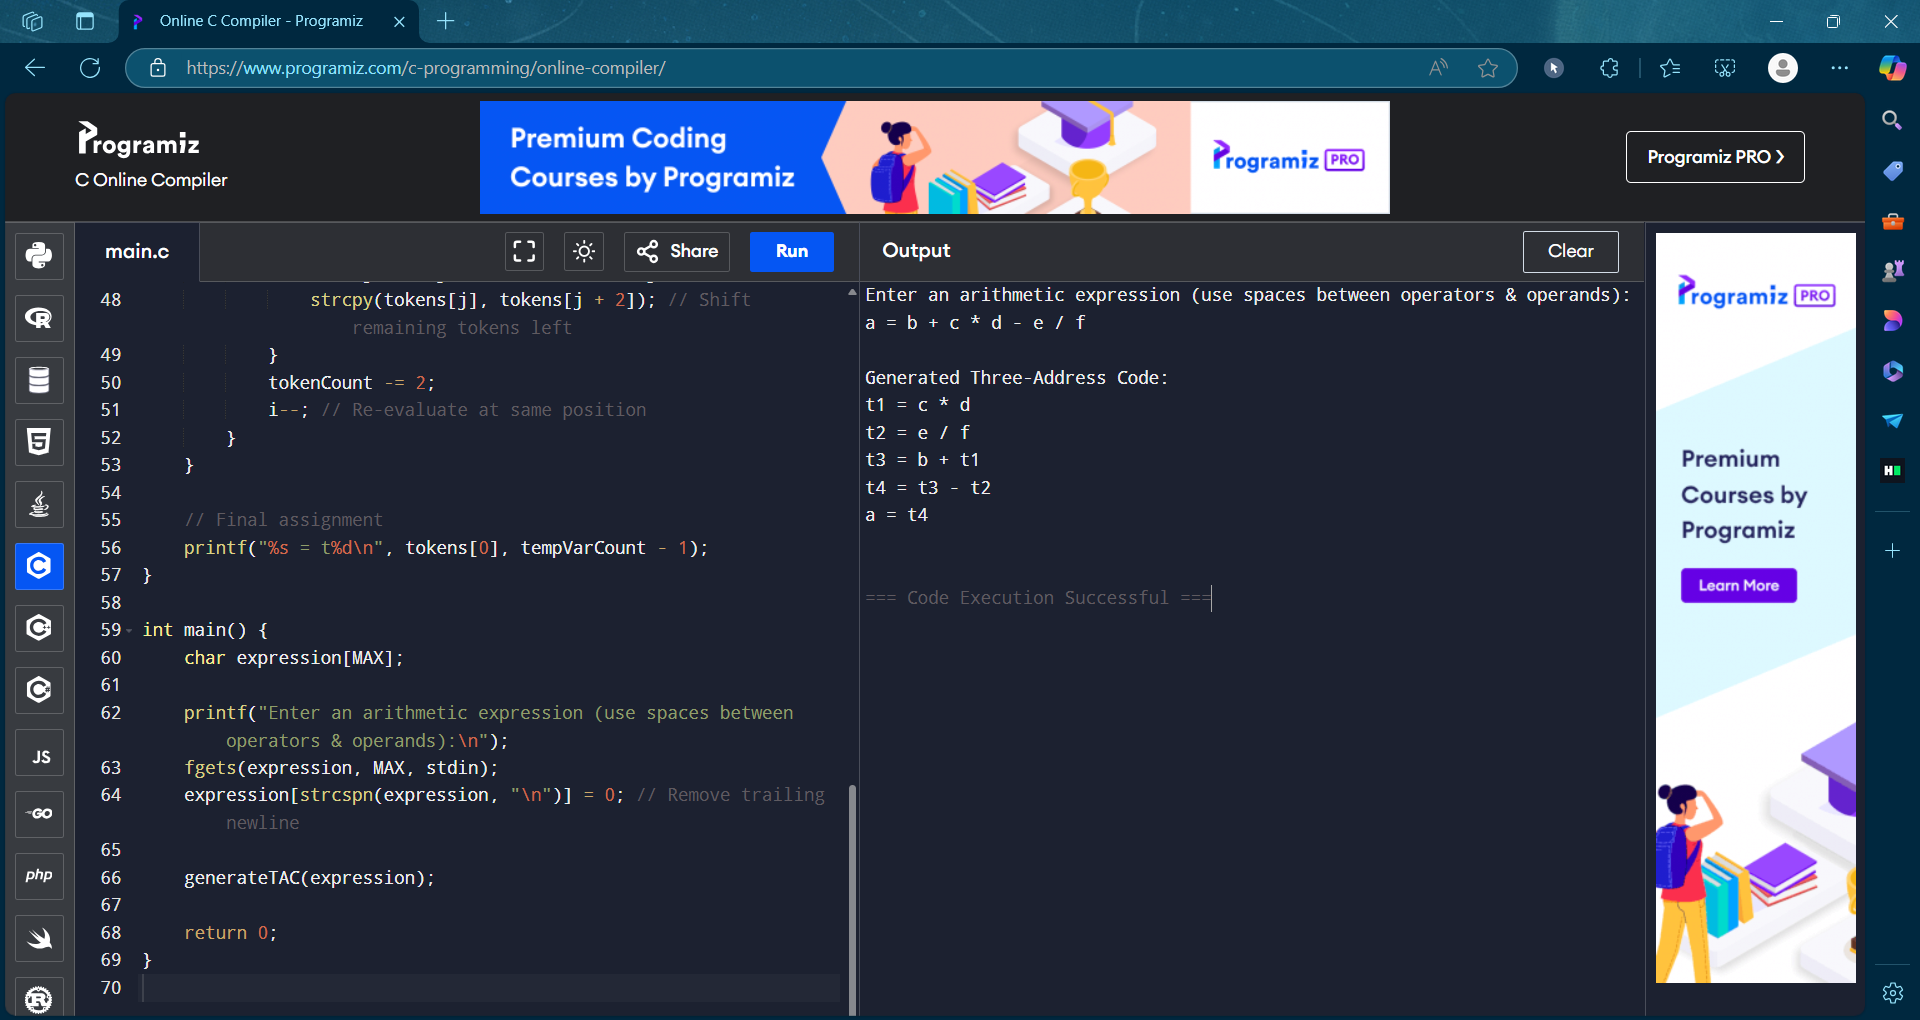 Online C Compiler - Programiz
https://www.programiz.com/c-programming/online-compiler/
Programiz
C Online Compiler
Premium Coding
Courses by Programiz
Programiz PRO
Programiz PRO
main.c
Share
Run
Output
Clear
48 strcpy(tokens[j], tokens[j + 2]); // Shift
remaining tokens left
49 }
50 tokenCount -= 2;
51 i--; // Re-evaluate at same position
52 }
53 }
54
55 // Final assignment
56 printf("%s = t%d\n", tokens[0], tempVarCount - 1);
57 }
58
59 int main() {
60 char expression[MAX];
61
62 printf("Enter an arithmetic expression (use spaces between
operators & operands):\n");
63 fgets(expression, MAX, stdin);
64 expression[strcspn(expression, "\n")] = 0; // Remove trailing
newline
65
66 generateTAC(expression);
67
68 return 0;
69 }
70
Enter an arithmetic expression (use spaces between operators & operands):
a = b + c * d - e / f
Generated Three-Address Code:
t1 = c * d
t2 = e / f
t3 = b + t1
t4 = t3 - t2
a = t4
=== Code Execution Successful ===
Programiz PRO
Premium
Courses by
Programiz
Learn More
R
5
C
C
C
JS
GO
php
R
H